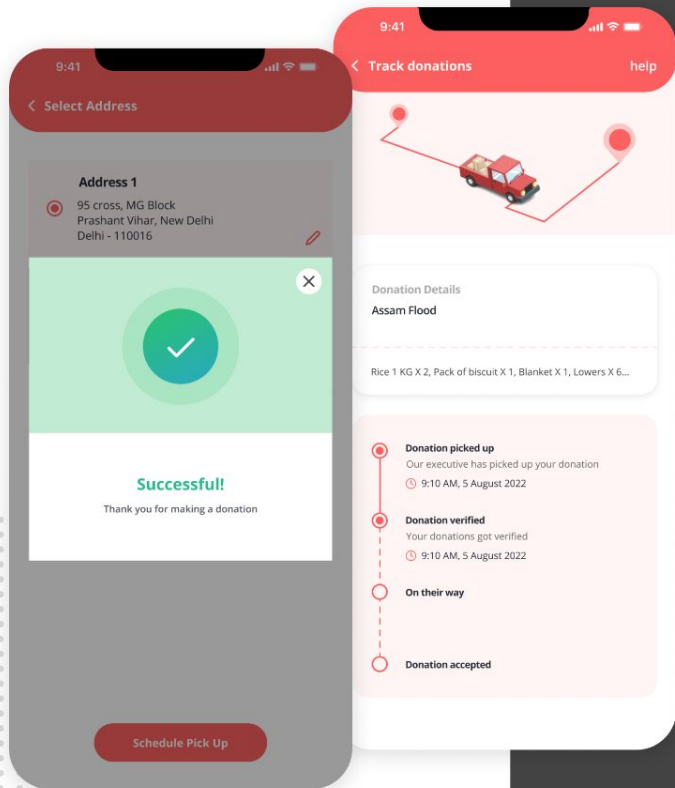 9:41
Select Address
Address 1
95 cross, MG Block
Prashant Vihar, New Delhi
Delhi - 110016
Successful!
Thank you for making a donation
Schedule Pick Up
9:41
Track donations
help
Donation Details
Assam Flood
Rice 1 KG X 2, Pack of biscuit X 1, Blanket X 1, Lowers X 6...
Donation picked up
Our executive has picked up your donation
9:10 AM, 5 August 2022
Donation verified
Your donations got verified
9:10 AM, 5 August 2022
On their way
Donation accepted